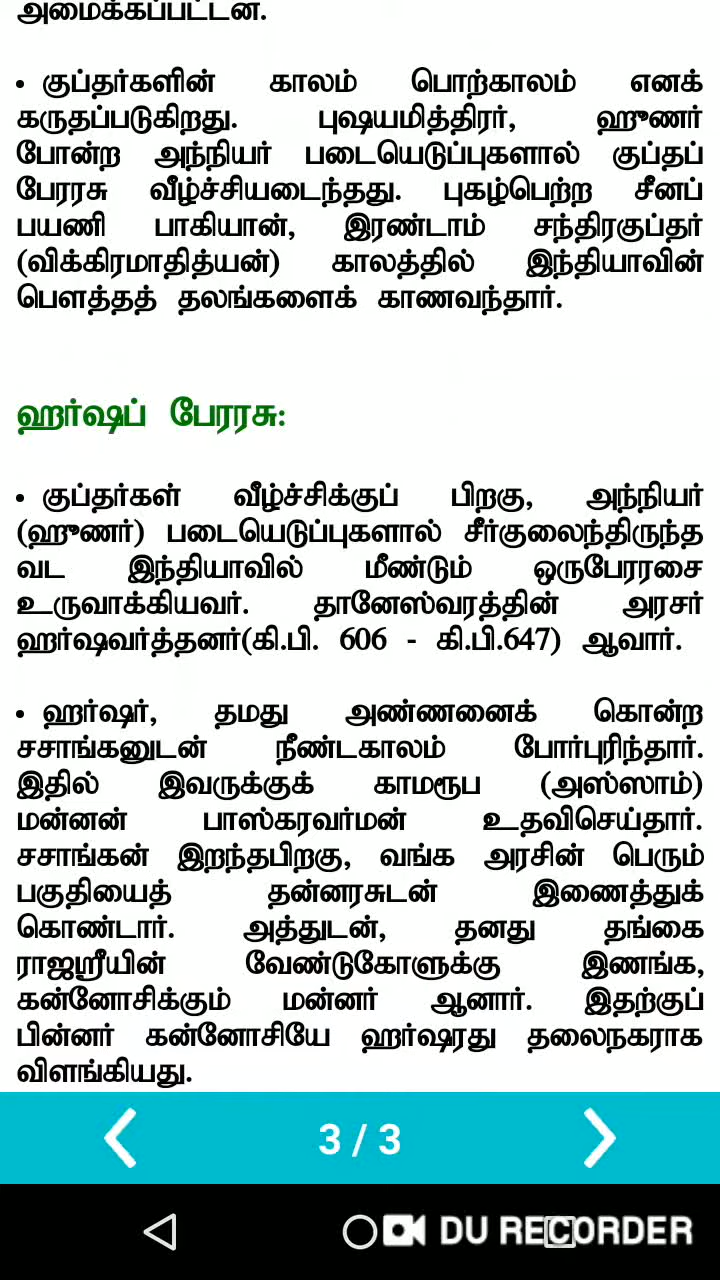 அமைக்கப்பட்டன.
• குப்தர்களின் காலம் பொற்காலம் எனக்
கருதப்படுகிறது. புஷயமித்திரர், ஹுணர்
போன்ற அந்நியர் படையெடுப்புகளால் குப்தப்
பேரரசு வீழ்ச்சியடைந்தது. புகழ்பெற்ற சீனப்
பயணி பாகியான், இரண்டாம் சந்திரகுப்தர்
(விக்கிரமாதித்யன்) காலத்தில் இந்தியாவின்
பௌத்தத் தலங்களைக் காணவந்தார்.
ஹர்ஷப் பேரரசு:
• குப்தர்கள் வீழ்ச்சிக்குப் பிறகு, அந்நியர்
(ஹுணர்) படையெடுப்புகளால் சீர்குலைந்திருந்த
வட இந்தியாவில் மீண்டும் ஒருபேரரசை
உருவாக்கியவர். தானேஸ்வரத்தின் அரசர்
ஹர்ஷவர்த்தனர்(கி.பி. 606 - கி.பி.647) ஆவார்.
• ஹர்ஷர், தமது அண்ணனைக் கொன்ற
சசாங்கனுடன் நீண்டகாலம் போர்புரிந்தார்.
இதில் இவருக்குக் காமரூப (அஸ்ஸாம்)
மன்னன் பாஸ்கரவர்மன் உதவிசெய்தார்.
சசாங்கன் இறந்தபிறகு, வங்க அரசின் பெரும்
பகுதியைத் தன்னரசுடன் இணைத்துக்
கொண்டார். அத்துடன், தனது தங்கை
ராஜஸ்ரீயின் வேண்டுகோளுக்கு இணங்க,
கன்னோசிக்கும் மன்னர் ஆனார். இதற்குப்
பின்னர் கன்னோசியே ஹர்ஷரது தலைநகராக
விளங்கியது.
3 / 3
DU RECORDER